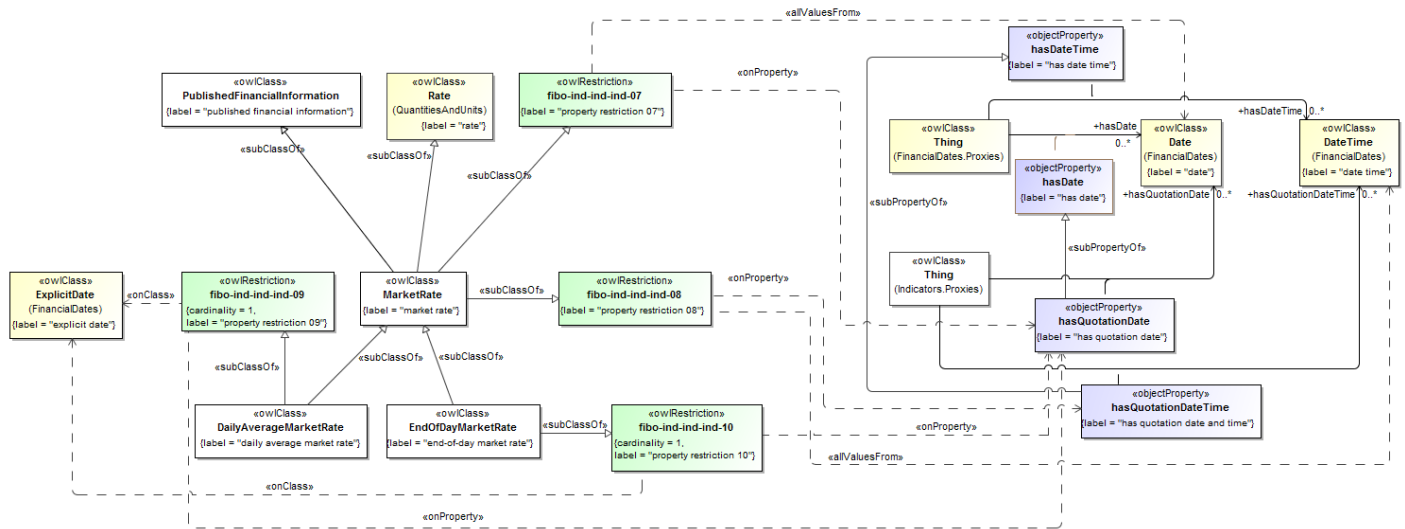 «allValuesFrom»
«objectProperty»
hasDateTime
{label = "has date time"}
«onProperty»
«owlClass»
PublishedFinancialInformation
{label = "published financial information"}
«owlClass»
Rate
(QuantitiesAndUnits)
{label = "rate"}
«owlRestriction»
fibo-ind-ind-ind-07
{label = "property restriction 07"}
+hasDateTime
0..*
«owlClass»
Thing
(FinancialDates.Proxies)
+hasDate
0..*
«owlClass»
Date
(FinancialDates)
{label = "date"}
«owlClass»
DateTime
(FinancialDates)
{label = "date time"}
«subClassOf»
«subClassOf»
«subClassOf»
«objectProperty»
hasDate
{label = "has date"}
+hasQuotationDate
0..*
+hasQuotationDateTime
0..*
«subPropertyOf»
«subPropertyOf»
«owlClass»
Thing
(Indicators.Proxies)
«owlClass»
ExplicitDate
(FinancialDates)
{label = "explicit date"}
«onClass»
«owlRestriction»
fibo-ind-ind-ind-09
{cardinality = 1,
label = "property restriction 09"}
«owlClass»
MarketRate
{label = "market rate"}
«subClassOf»
«owlRestriction»
fibo-ind-ind-ind-08
{label = "property restriction 08"}
«onProperty»
«objectProperty»
hasQuotationDate
{label = "has quotation date"}
«subClassOf»
«subClassOf»
«subClassOf»
«owlClass»
DailyAverageMarketRate
{label = "daily average market rate"}
«owlClass»
EndOfDayMarketRate
{label = "end-of-day market rate"}
«subClassOf»
«owlRestriction»
fibo-ind-ind-ind-10
{cardinality = 1,
label = "property restriction 10"}
«onProperty»
«objectProperty»
hasQuotationDateTime
{label = "has quotation date and time"}
«allValuesFrom»
«onClass»
«onProperty»